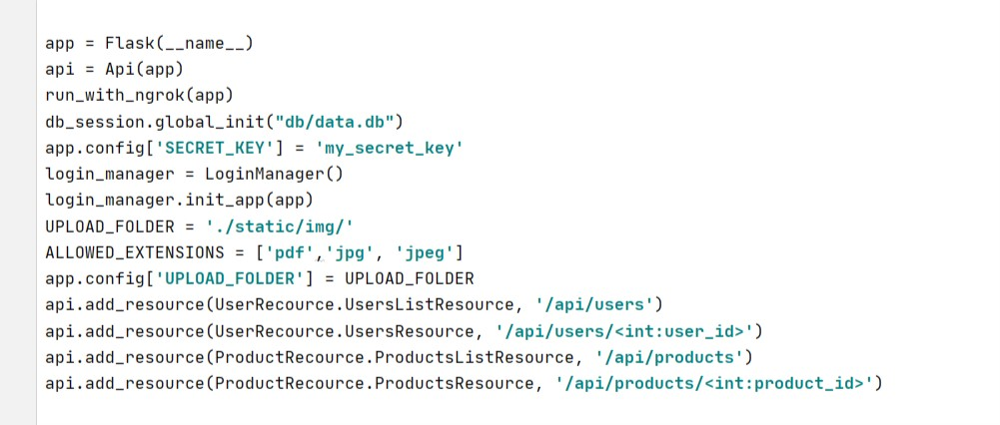 app = Flask(__name__)
api = Api(app)
run_with_ngrok(app)
db_session.global_init("db/data.db")
app.config['SECRET_KEY'] = 'my_secret_key'
login_manager = LoginManager()
login_manager.init_app(app)
UPLOAD_FOLDER = './static/img/'
ALLOWED_EXTENSIONS = ['pdf','jpg', 'jpeg']
app.config['UPLOAD_FOLDER'] = UPLOAD_FOLDER
api.add_resource(UserRecource.UsersListResource, '/api/users')
api.add_resource(UserRecource.UsersResource, '/api/users/<int:user_id>')
api.add_resource(ProductRecource.ProductsListResource, '/api/products')
api.add_resource(ProductRecource.ProductsResource, '/api/products/<int:product_id>')